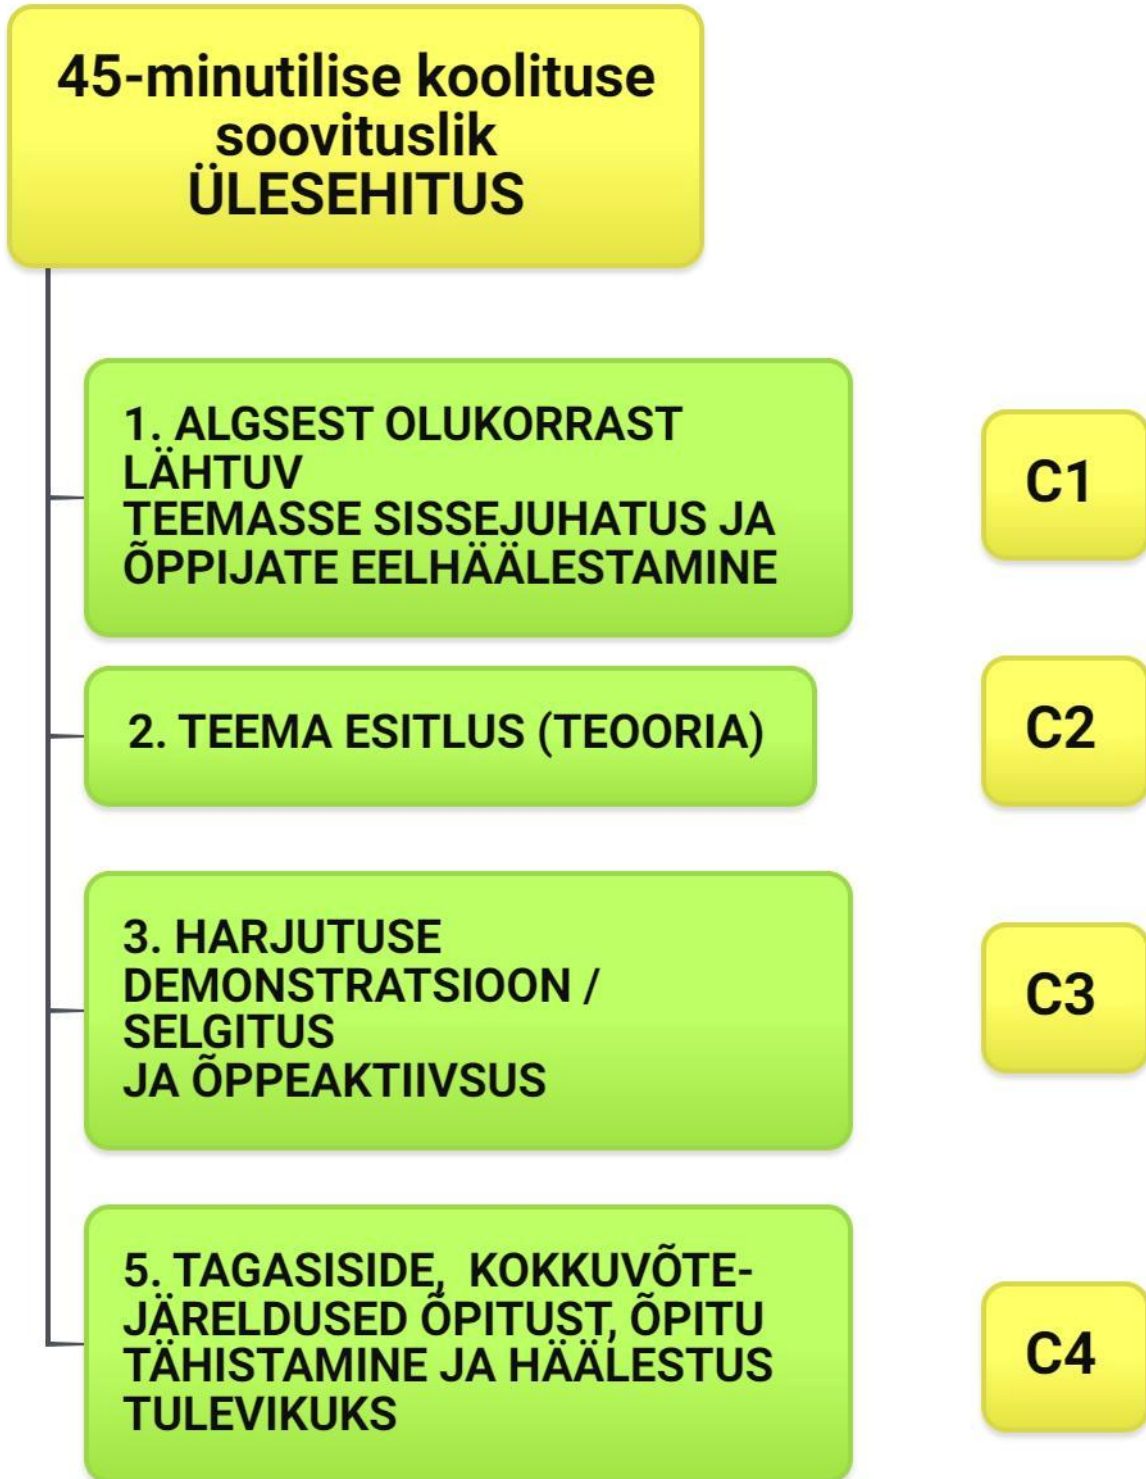 45-minutilise koolituse
soovituslik
ÜLESEHITUS
1. ALGSEST OLUKORRAST
LÄHTUV
TEEMASSE SISSEJUHATUS JA
ÕPPIJATE EELHÄÄLESTAMINE
C1
2. TEEMA ESITLUS (TEOORIA)
C2
3. HARJUTUSE
DEMONSTRATSIOON /
SELGITUS
JA ÕPPEAKTIIVSUS
C3
5. TAGASISIDE, KOKKUVÕTE-
JÄRELDUSED ÕPITUST, ÕPITU
TÄHISTAMINE JA HÄÄLESTUS
TULEVIKUKS
C4